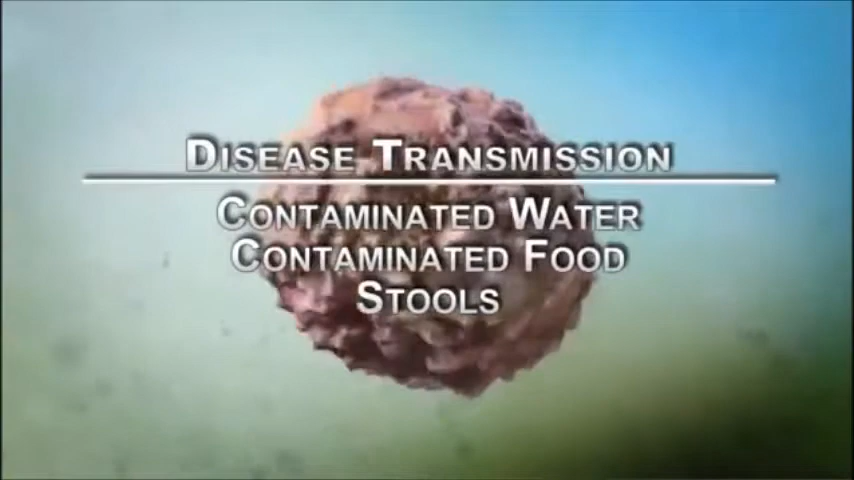 Disease Transmission
Contaminated Water
Contaminated Food
Stools